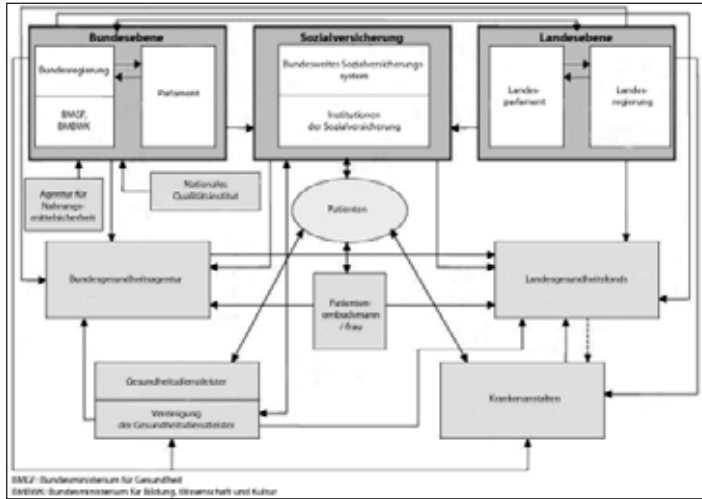 Bundesebene
Sozialversicherung
Landesebene
Bundesregierung
BMGF,
BMBWK
Parlament
Bundesweites Sozialversicherungs-
system
Institutionen
der Sozialversicherung
Landes-
parlament
Landes-
regierung
Agentur für
Nahrungs-
mittelsicherheit
Nationales
Qualitätsinstitut
Patienten
Bundesgesundheitsagentur
Landesgesundheitsfonds
Patienten-
ombudsmann
/-frau
Gesundheitsdienstleister
Vereinigung
der Gesundheitsdienstleister
Krankenanstalten
BMGF: Bundesministerium für Gesundheit
BMBWK: Bundesministerium für Bildung, Wissenschaft und Kultur